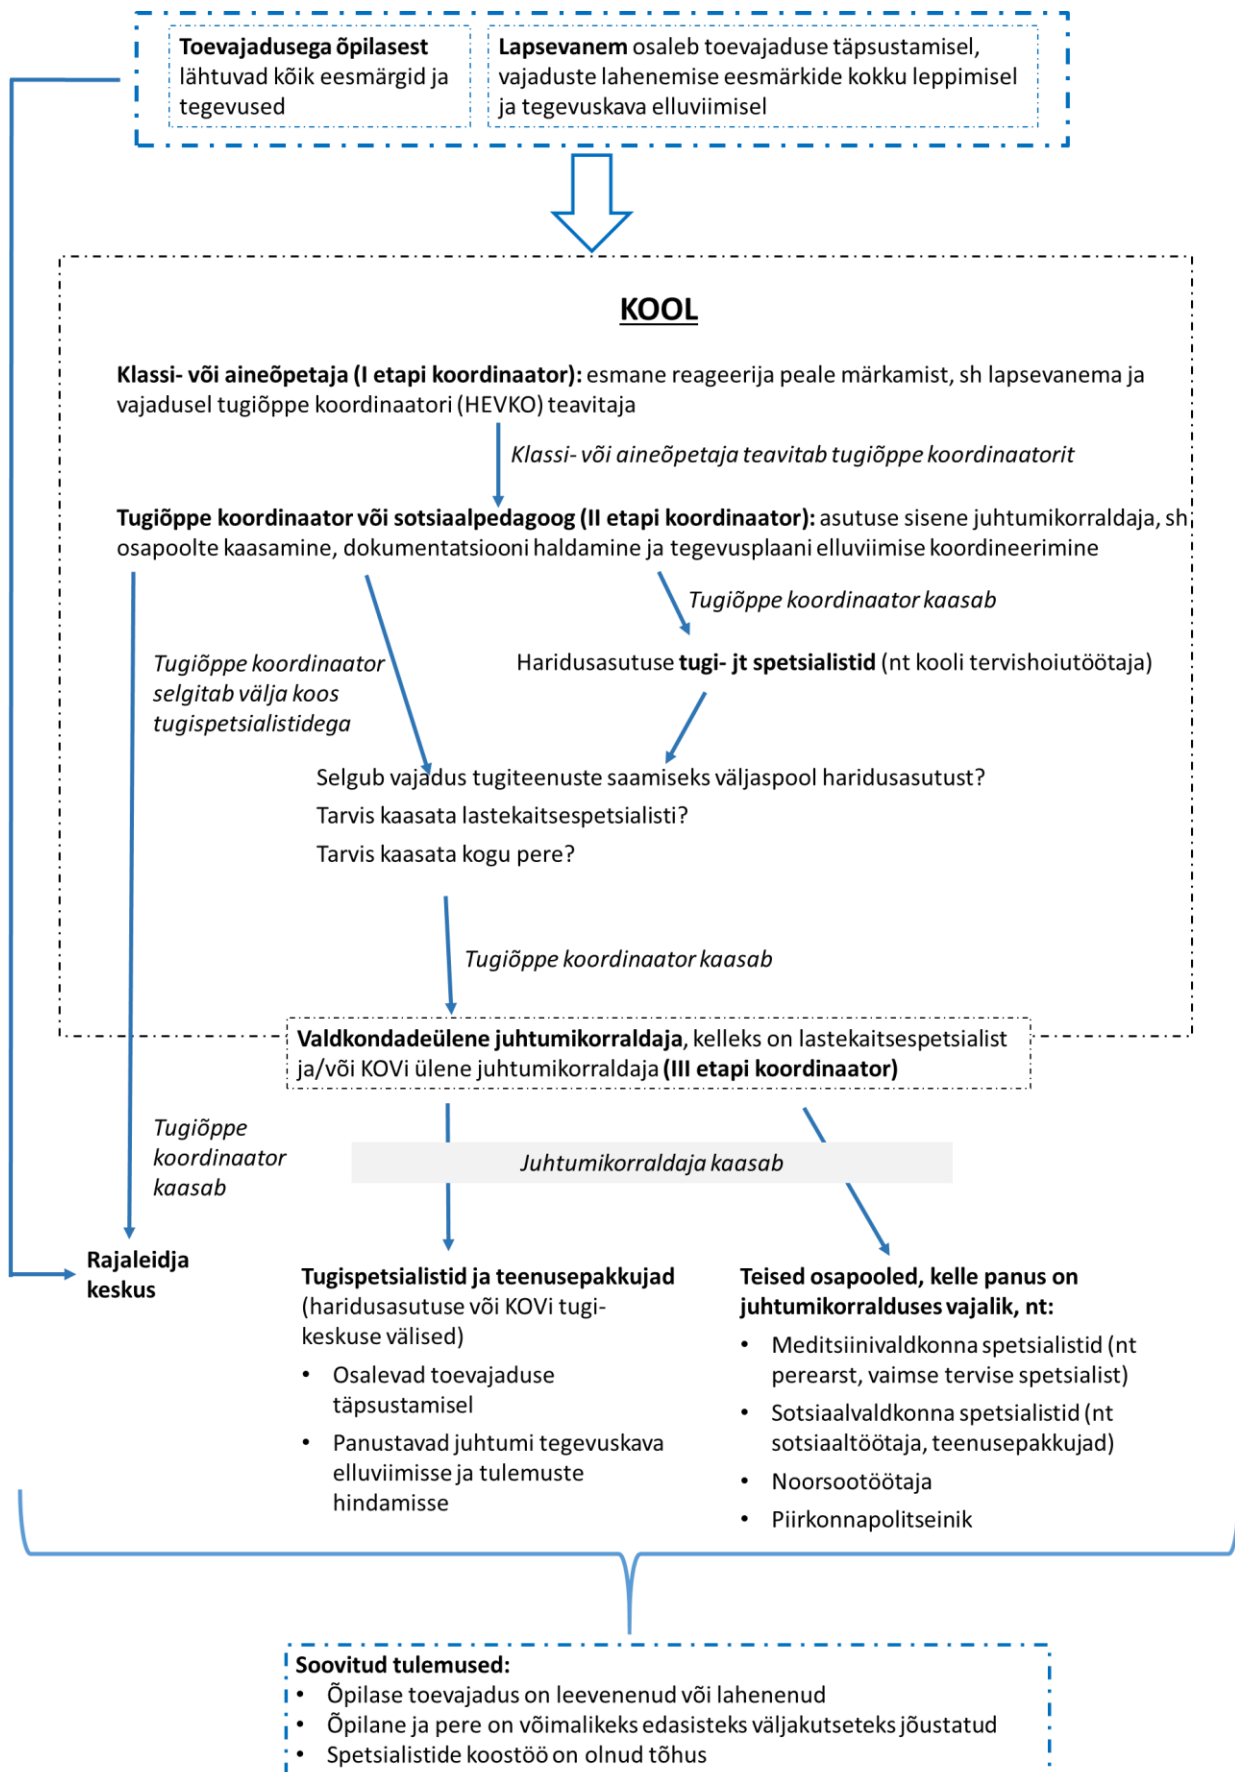 Toevajadusega õpilasest
lähtuvad kõik eesmärgid ja
tegevused
Lapsevanem osaleb toevajaduse täpsustamisel,
vajaduste lahenemise eesmärkide kokku leppimisel
ja tegevuskava elluviimisel
KOOL
Klassi- või aineõpetaja (I etapi koordinaator): esmane reageerija peale märkamist, sh lapsevanema ja
vajadusel tugiõppe koordinaatori (HEVKO) teavitaja
Klassi- või aineõpetaja teavitab tugiõppe koordinaatorit
Tugiõppe koordinaator või sotsiaalpedagoog (II etapi koordinaator): asutuse sisene juhtumikorraldaja, sh
osapoolte kaasamine, dokumentatsiooni haldamine ja tegevusplaani elluviimise koordineerimine
Tugiõppe koordinaator kaasab
Tugiõppe koordinaator
selgitab välja koos
tugispetsialistidega
Haridusasutuse tugi- jt spetsialistid (nt kooli tervishoiutöötaja)
Selgub vajadus tugiteenuste saamiseks väljaspool haridusasutust?
Tarvis kaasata lastekaitsespetsialisti?
Tarvis kaasata kogu pere?
Tugiõppe koordinaator kaasab
Valdkondadeülene juhtumikorraldaja, kelleks on lastekaitsespetsialist
ja/või KOVi ülene juhtumikorraldaja (III etapi koordinaator)
Tugiõppe
koordinaator
kaasab
Juhtumikorraldaja kaasab
Rajaleidja
keskus
Tugispetsialistid ja teenusepakkujad
(haridusasutuse või KOVi tugi-
keskuse välised)
• Osalevad toevajaduse
täpsustamisel
• Panustavad juhtumi tegevuskava
elluviimisse ja tulemuste
hindamisse
Teised osapooled, kelle panus on
juhtumikorralduses vajalik, nt:
• Meditsiinivaldkonna spetsialistid (nt
perearst, vaimse tervise spetsialist)
• Sotsiaalvaldkonna spetsialistid (nt
sotsiaaltöötaja, teenusepakkujad)
• Noorsootöötaja
• Piirkonnapolitseinik
Soovitud tulemused:
• Õpilase toevajadus on leevenenud või lahenenud
• Õpilane ja pere on võimalikeks edasisteks väljakutseteks jõustatud
• Spetsialistide koostöö on olnud tõhus